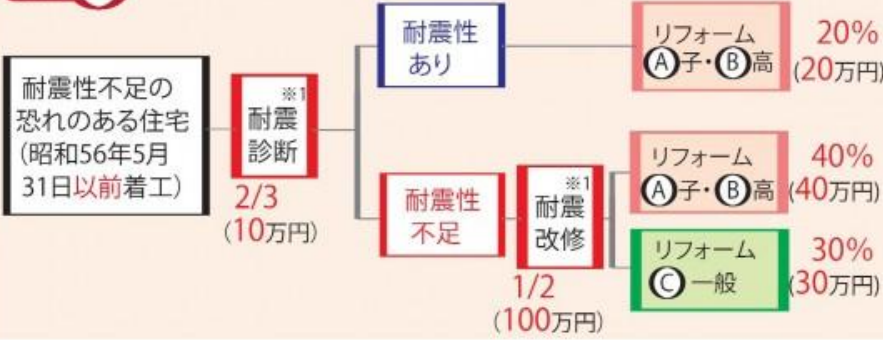 耐震性不足の
恐れのある住宅
(昭和56年5月
31日以前着工)
※1
耐震
診断
2/3
(10万円)
耐震性
あり
リフォーム
Ⓐ子・Ⓑ高
20%
(20万円)
耐震性
不足
※1
耐震
改修
1/2
(100万円)
リフォーム
Ⓐ子・Ⓑ高
40%
(40万円)
リフォーム
Ⓒ一般
30%
(30万円)